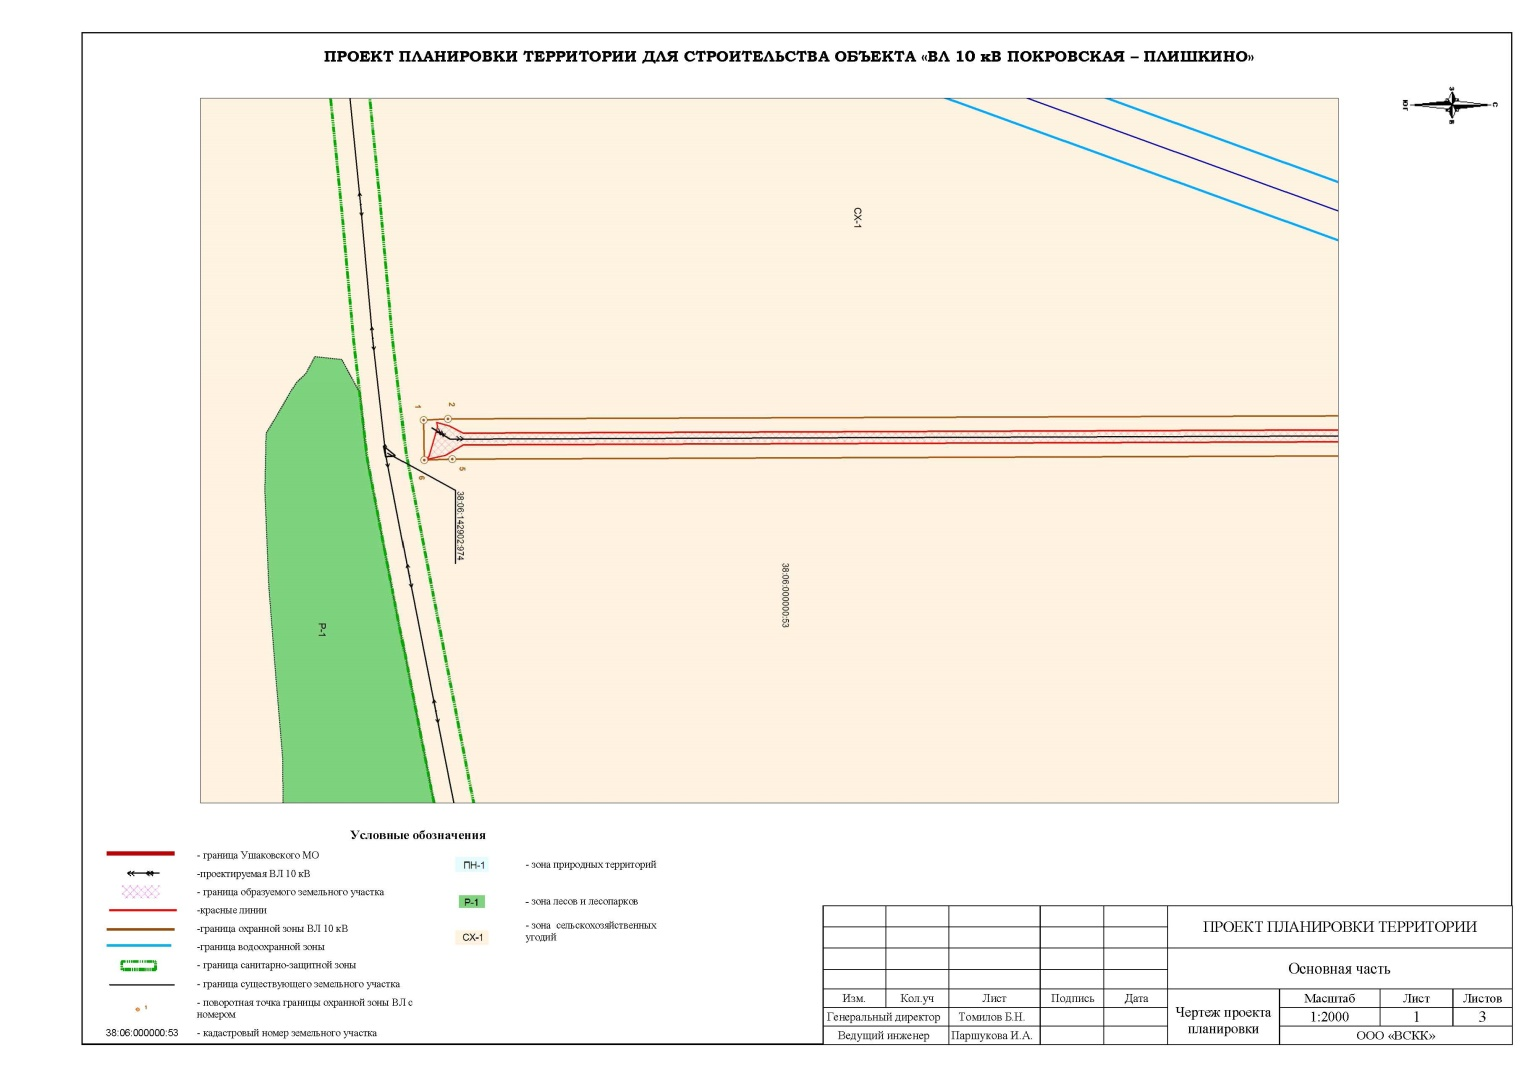 ПРОЕКТ ПЛАНИРОВКИ ТЕРРИТОРИИ ДЛЯ СТРОИТЕЛЬСТВА ОБЪЕКТА «ВЛ 10 кВ ПОКРОВСКАЯ – ПЛИШКИНО»
З
С
ЮГ
В
СХ-1
1
2
5
6
38:06:142902:974
38:06:000000:53
Р-1
Условные обозначения
- граница Ушаковского МО
-проектируемая ВЛ 10 кВ
- граница образуемого земельного участка
-красные линии
-граница охранной зоны ВЛ 10 кВ
-граница водоохранной зоны
- граница санитарно-защитной зоны
- граница существующего земельного участка
1
- поворотная точка границы охранной зоны ВЛ с
номером
38:06:000000:53 - кадастровый номер земельного участка
ПН-1 - зона природных территорий
Р-1 - зона лесов и лесопарков
СХ-1 - зона сельскохозяйственных
угодий
ПРОЕКТ ПЛАНИРОВКИ ТЕРРИТОРИИ
Основная часть
Изм. Кол.уч Лист Подпись Дата
Генеральный директор Томилов Б.Н.
Ведущий инженер Паршукова И.А.
Чертеж проекта
планировки
Масштаб Лист Листов
1:2000 1 3
ООО «ВСКК»